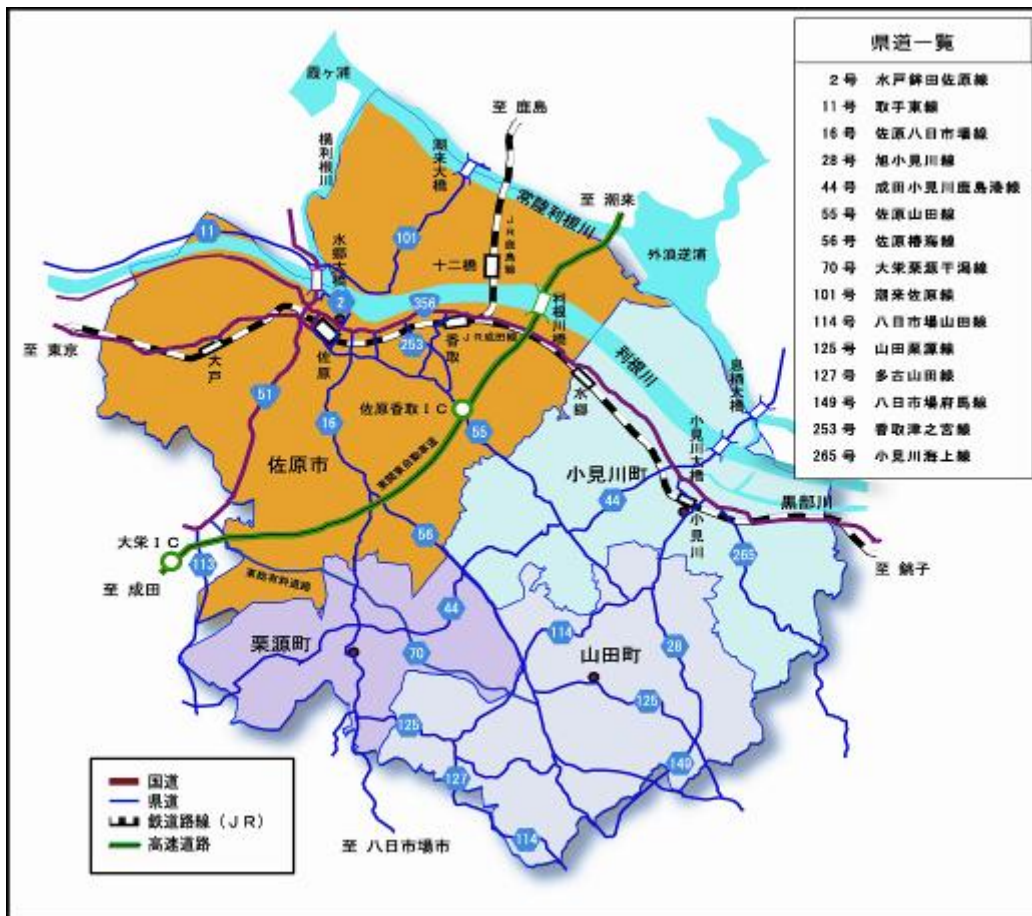 県道一覧
2号 水戸鉾田佐原線
11号 取手東線
16号 佐原八日市場線
28号 旭小見川線
44号 成田小見川鹿島港線
55号 佐原山田線
56号 佐原椿海線
70号 大栄栗源干潟線
101号 潮来佐原線
114号 八日市場山田線
125号 山田栗源線
127号 多古山田線
149号 八日市場府馬線
253号 香取津之宮線
265号 小見川海上線
霞ヶ浦
至 鹿島
横利根川
潮来大橋
常陸利根川
至 潮来
JR鹿島線
外浪逆浦
11
水郷大橋
101
十二橋
2
356
利根川橋
至 東京
大戸
佐原
253
香取
JR成田線
利根川
息栖大橋
水郷
51
16
佐原香取IC
55
小見川大橋
佐原市
東関東自動車道
小見川町
44
黒部川
小見川
大栄IC
56
265
113
至 成田
東総有料道路
至 銚子
44
栗源町
70
114
山田町
28
125
125
127
149
114
至 八日市場市
国道
県道
鉄道路線(JR)
高速道路